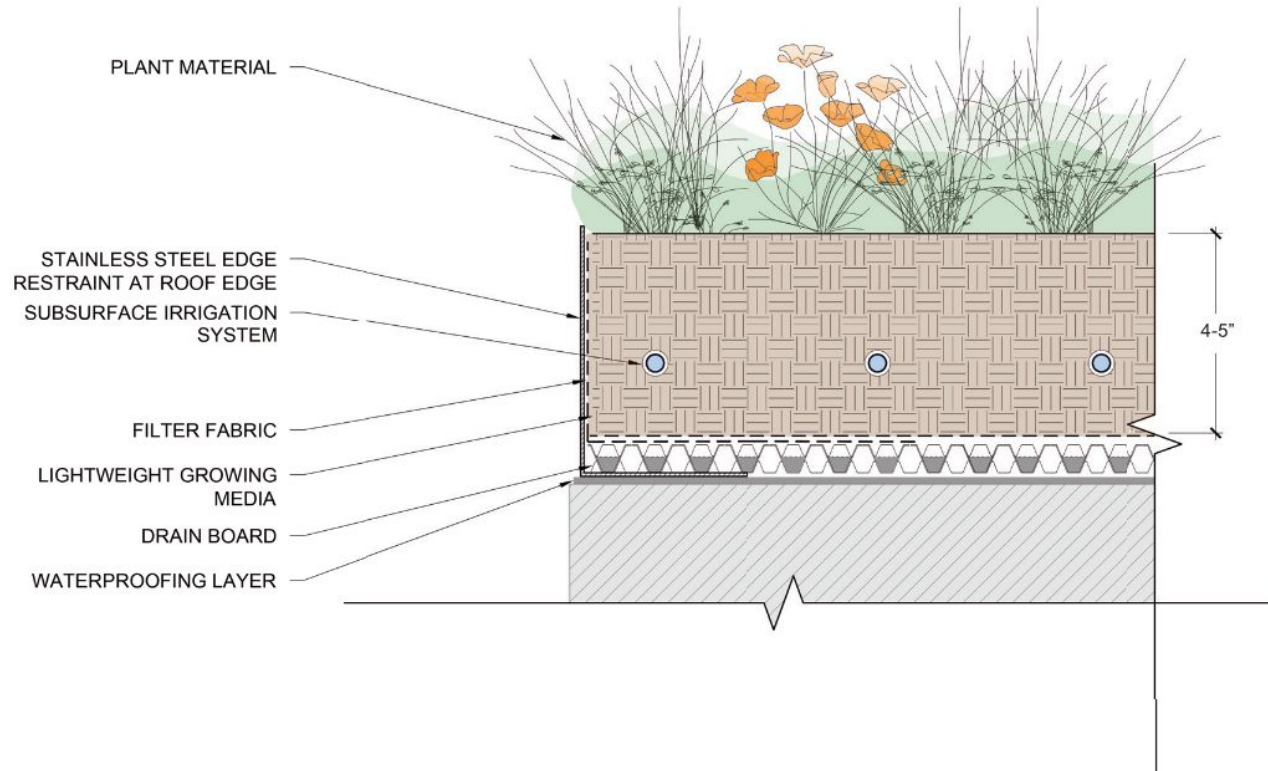 PLANT MATERIAL
STAINLESS STEEL EDGE
RESTRAINT AT ROOF EDGE
SUBSURFACE IRRIGATION
SYSTEM
4-5”
FILTER FABRIC
LIGHTWEIGHT GROWING
MEDIA
DRAIN BOARD
WATERPROOFING LAYER